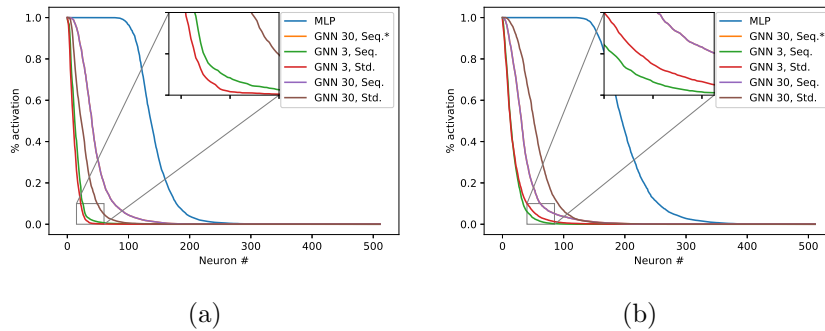 1.0
0.8
0.6
0.4
0.2
0.0
% activation
0
100
200
300
400
500
Neuron #
MLP
GNN 30, Seq.*
GNN 3, Seq.
GNN 3, Std.
GNN 30, Seq.
GNN 30, Std.
(a)
1.0
0.8
0.6
0.4
0.2
0.0
% activation
0
100
200
300
400
500
Neuron #
MLP
GNN 30, Seq.*
GNN 3, Seq.
GNN 3, Std.
GNN 30, Seq.
GNN 30, Std.
(b)